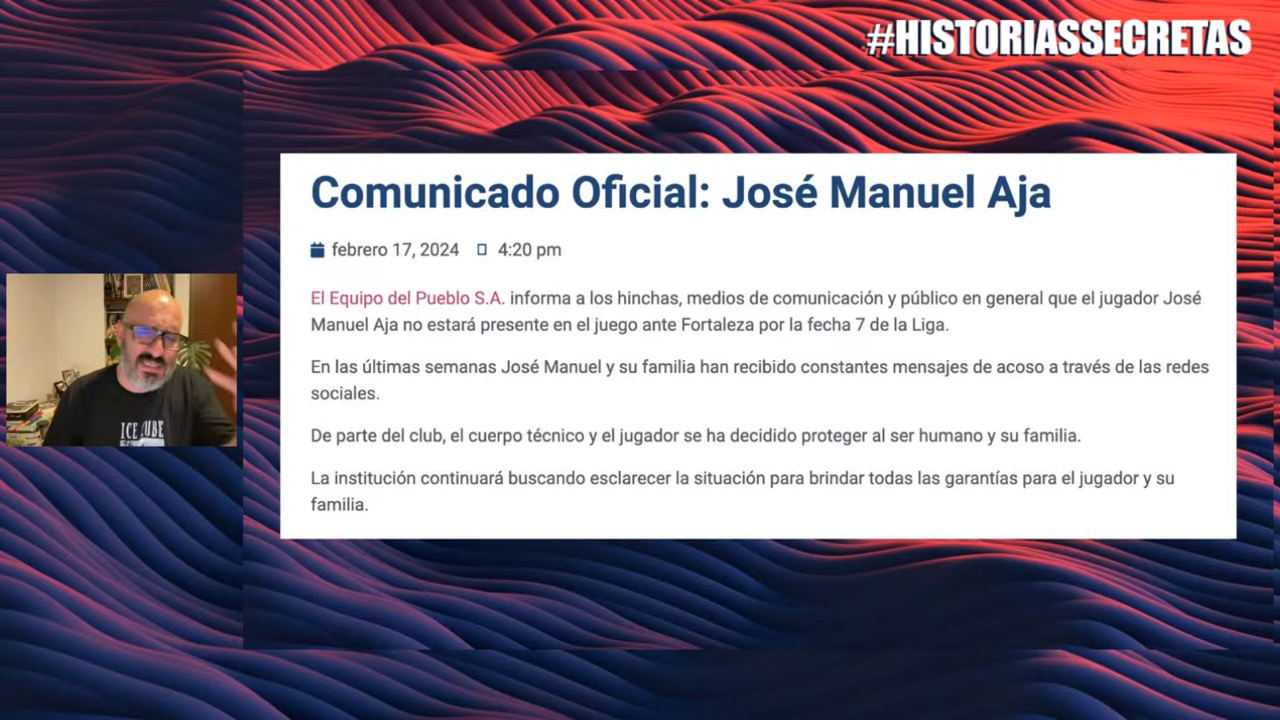 #HISTORIASSECRETAS
Comunicado Oficial: José Manuel Aja
febrero 17, 2024 4:20 pm
El Equipo del Pueblo S.A. informa a los hinchas, medios de comunicación y público en general que el jugador José
Manuel Aja no estará presente en el juego ante Fortaleza por la fecha 7 de la Liga.
En las últimas semanas José Manuel y su familia han recibido constantes mensajes de acoso a través de las redes
sociales.
De parte del club, el cuerpo técnico y el jugador se ha decidido proteger al ser humano y su familia.
La institución continuará buscando esclarecer la situación para brindar todas las garantías para el jugador y su
familia.
ICE CUBE